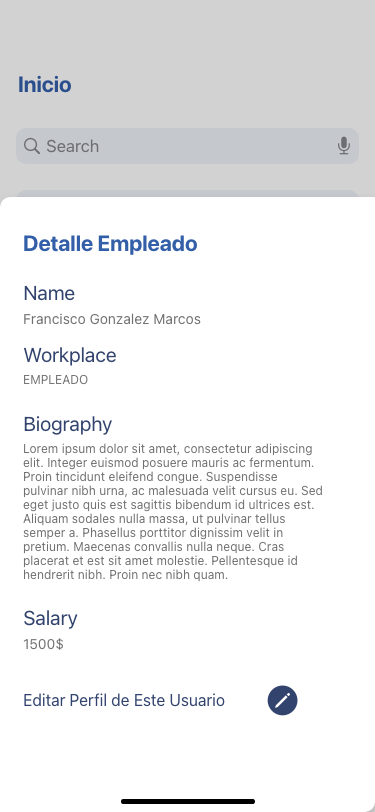 Inicio
Search
Detalle Empleado
Name
Francisco Gonzalez Marcos
Workplace
EMPLEADO
Biography
Lorem ipsum dolor sit amet, consectetur adipiscing
elit. Integer euismod posuere mauris ac fermentum.
Proin tincidunt eleifend congue. Suspendisse
pulvinar nibh urna, ac malesuada velit cursus eu. Sed
eget justo quis est sagittis bibendum id ultrices est.
Aliquam sodales nulla massa, ut pulvinar tellus
semper a. Phasellus porttitor dignissim velit in
pretium. Maecenas convallis nulla neque. Cras
placerat et est sit amet molestie. Pellentesque id
hendrerit nibh. Proin nec nibh quam.
Salary
1500$
Editar Perfil de Este Usuario